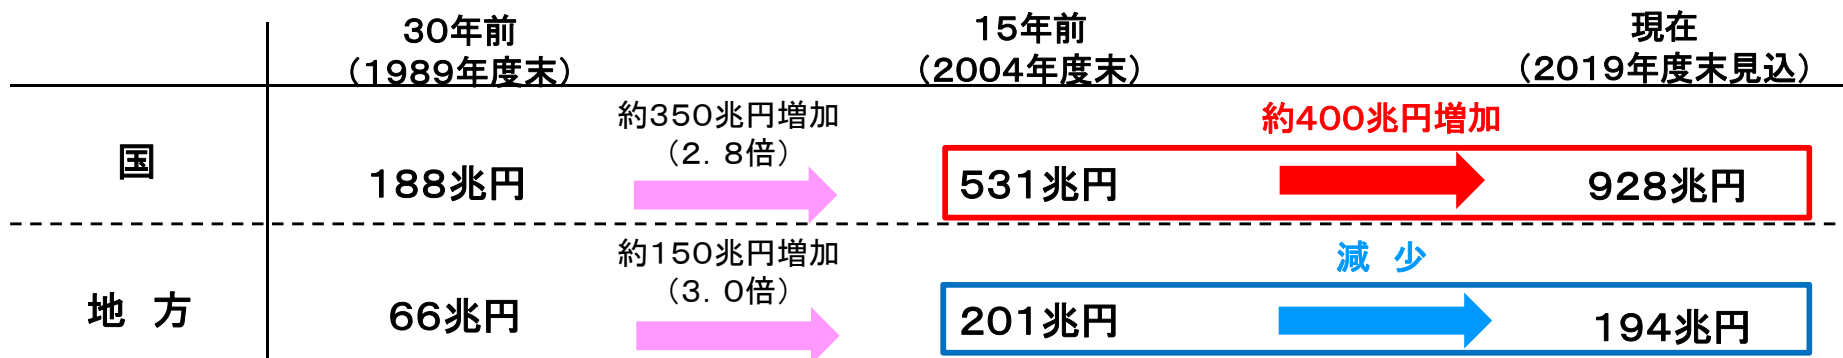 30年前 15年前 現在
（1989年度末） （2004年度末） （2019年度末見込）
約350兆円増加 約400兆円増加
（2．8倍）
国 188兆円 531兆円 928兆円
約150兆円増加 減　少
（3．0倍）
地　方 66兆円 201兆円 194兆円